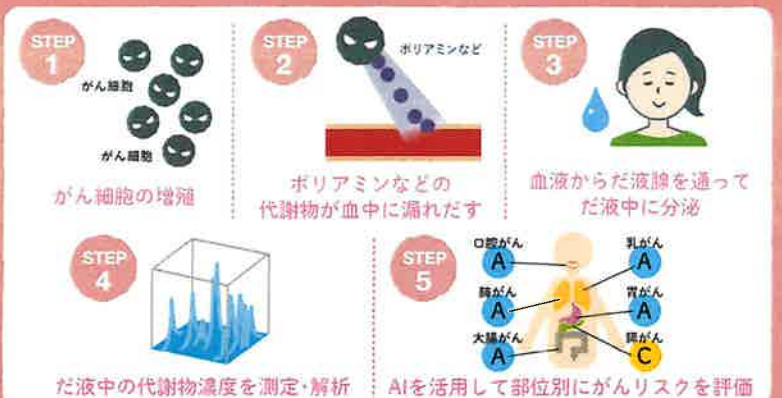 STEP
1
がん細胞
がん細胞
がん細胞の増殖
STEP
2
ポリアミンなど
ポリアミンなどの
代謝物が血中に漏れだす
STEP
3
血液からだ液腺を通って
だ液中に分泌
STEP
4
だ液中の代謝物濃度を測定・解析
STEP
5
口腔がん
A
乳がん
A
肺がん
A
胃がん
A
大腸がん
A
膵がん
C
AIを活用して部位別にがんリスクを評価